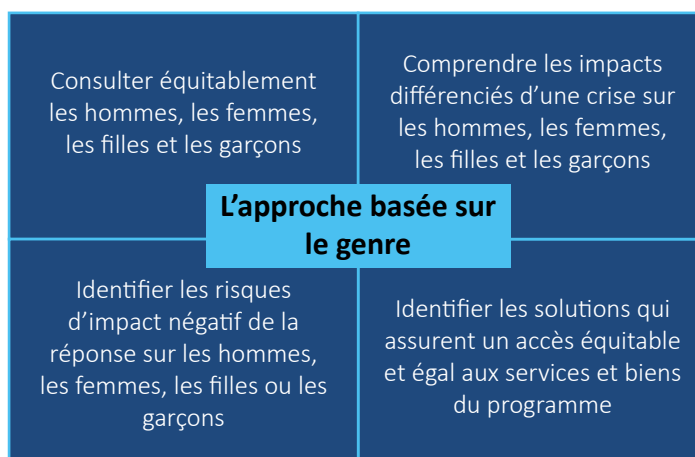 Consulter équitablement
les hommes, les femmes,
les filles et les garçons
Comprendre les impacts
différenciés d’une crise sur
les hommes, les femmes,
les filles et les garçons
L’approche basée sur
le genre
Identifier les risques
d’impact négatif de la
réponse sur les hommes,
les femmes, les filles ou les
garçons
Identifier les solutions qui
assurent un accès équitable
et égal aux services et biens
du programme